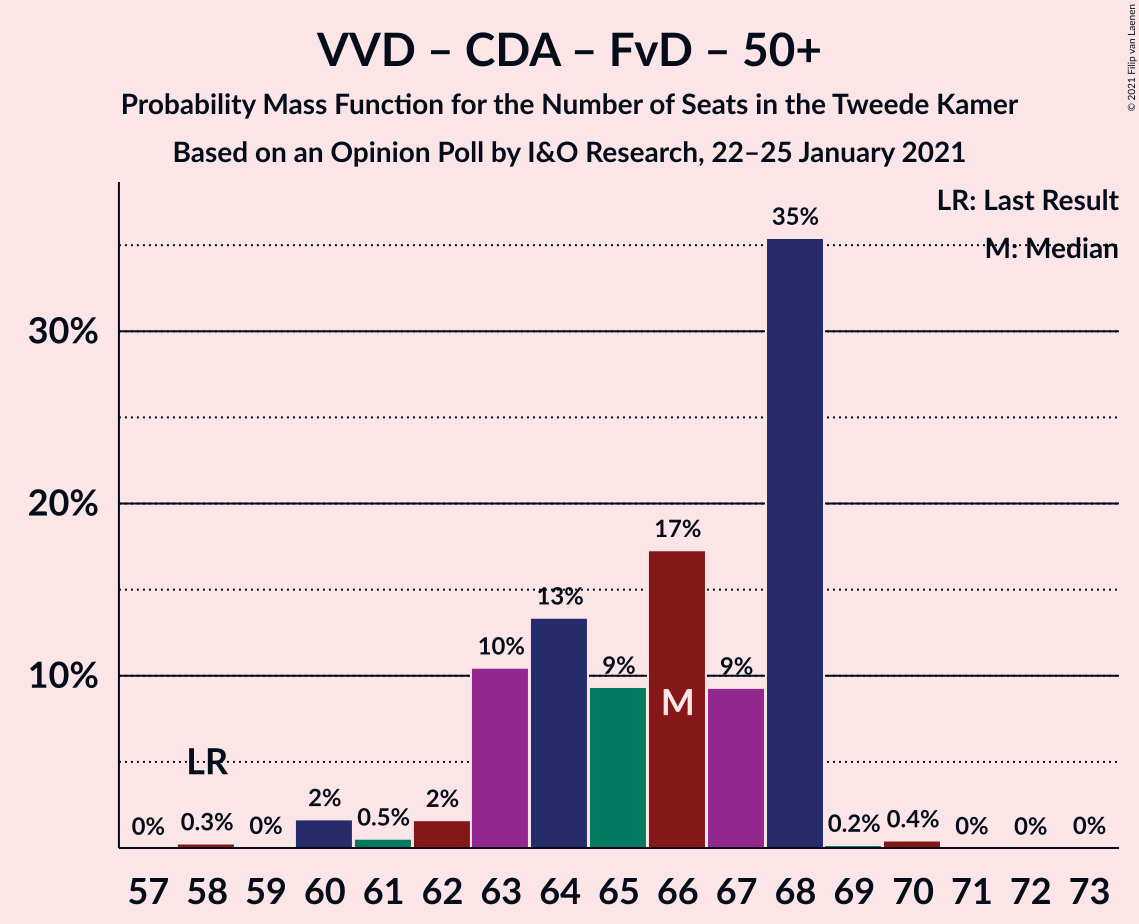 VVD – CDA – FvD – 50+
Probability Mass Function for the Number of Seats in the Tweede Kamer
Based on an Opinion Poll by I&O Research, 22–25 January 2021
© 2021 Filip van Laenen
LR: Last Result
M: Median
30%
20%
10%
0%
0.3%
0%
2%
0.5%
2%
10%
13%
9%
17%
9%
35%
0.2%
0.4%
0%
0%
0%
LR
M
57 58 59 60 61 62 63 64 65 66 67 68 69 70 71 72 73